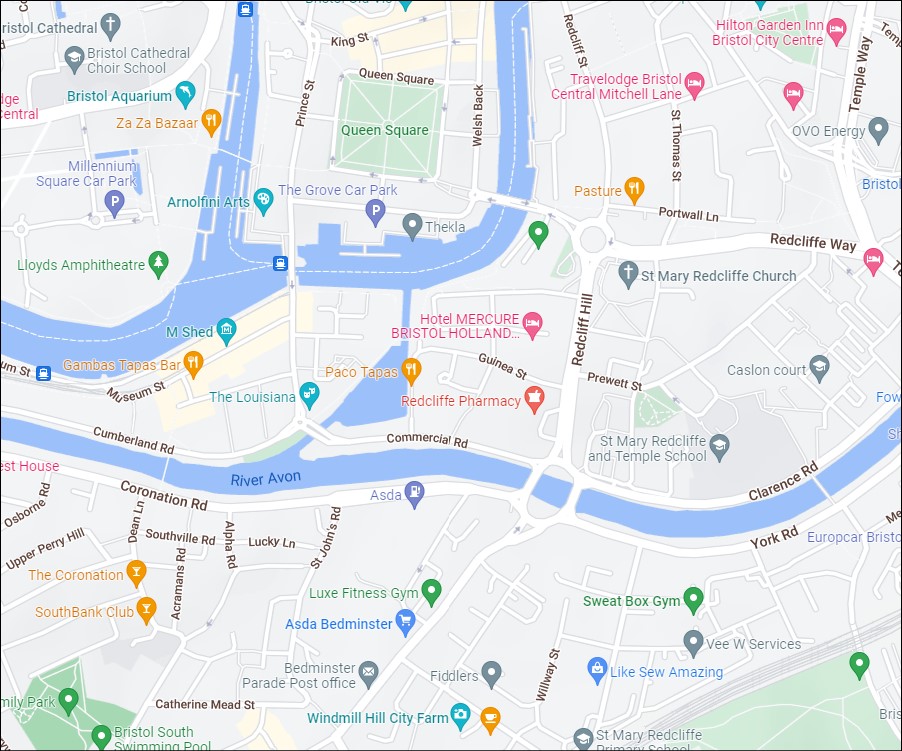 Bristol Old Vic
ristol Cathedral
Bristol Cathedral
Choir School
King St
Redcliff St
Hilton Garden Inn
Bristol City Centre
Temple Way
Queen Square
Travelodge Bristol
Central Mitchell Lane
dge
Central
Bristol Aquarium
Prince St
Za Za Bazaar
Queen Square
Welsh Back
St Thomas St
OVO Energy
Millennium
Square Car Park
The Grove Car Park
Pasture
Bristol
Arnolfini Arts
Thekla
Portwall Ln
Redcliffe Way
Lloyds Amphitheatre
St Mary Redcliffe Church
M Shed
Hotel MERCURE
BRISTOL HOLLAND...
Redcliff Hill
um St
Gambas Tapas Bar
Museum St
Paco Tapas
Guinea St
Prewett St
Caslon court
The Louisiana
Redcliffe Pharmacy
Fow
Sh
Cumberland Rd
Commercial Rd
St Mary Redcliffe
and Temple School
est House
River Avon
Clarence Rd
Coronation Rd
Asda
Osborne Rd
Dean Ln
Southville Rd
Alpha Rd
Lucky Ln
St John's Rd
York Rd
Me
Europcar Bristo
Upper Perry Hill
Acramans Rd
The Coronation
SouthBank Club
Luxe Fitness Gym
Sweat Box Gym
Asda Bedminster
Vee W Services
Bedminster
Parade Post office
Fiddlers
Willway St
Like Sew Amazing
mily Park
Catherine Mead St
Windmill Hill City Farm
Bris
Bristol South
Swimming Pool
St Mary Redcliffe
Primary School